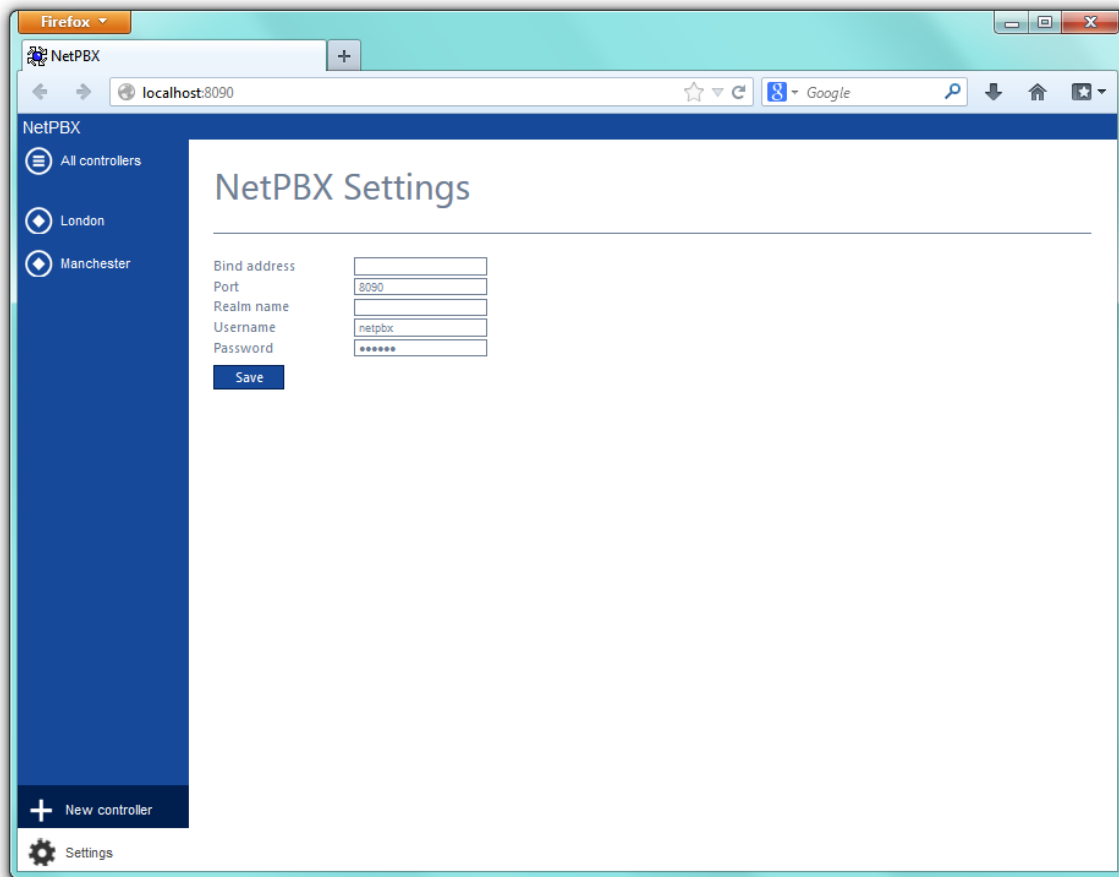 Firefox
NetPBX
localhost:8090
Google
NetPBX
All controllers
London
Manchester
NetPBX Settings
Bind address
Port 8090
Realm name
Username netpbx
Password ••••••
Save
New controller
Settings